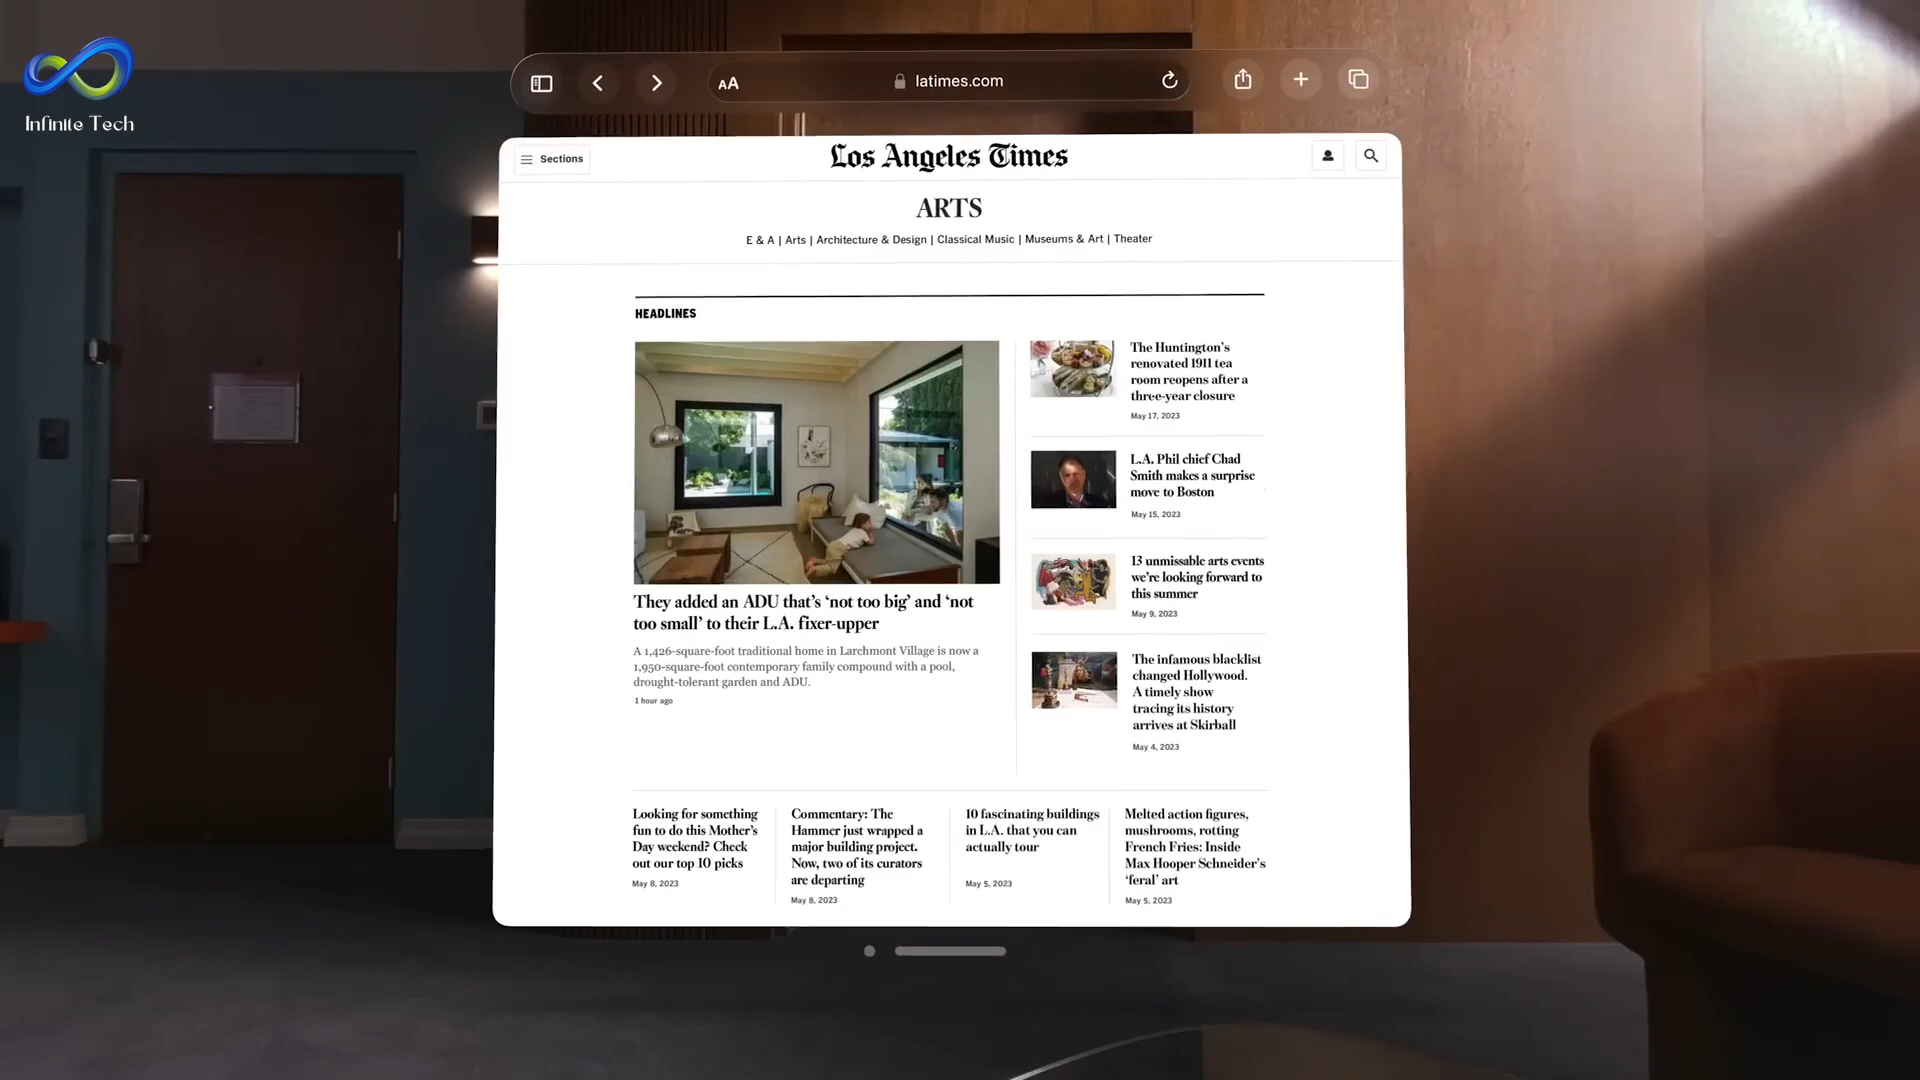 Infinite Tech
AA
latimes.com
Sections
Los Angeles Times
ARTS
E & A | Arts | Architecture & Design | Classical Music | Museums & Art | Theater
HEADLINES
They added an ADU that's 'not too big' and 'not
too small' to their L.A. fixer-upper
A 1,426-square-foot traditional home in Larchmont Village is now a
1,950-square-foot contemporary family compound with a pool,
drought-tolerant garden and ADU.
1 hour ago
The Huntington's
renovated 1911 tea
room reopens after a
three-year closure
May 17, 2023
L.A. Phil chief Chad
Smith makes a surprise
move to Boston
May 15, 2023
13 unmissable arts events
we're looking forward to
this summer
May 9, 2023
The infamous blacklist
changed Hollywood.
A timely show
tracing its history
arrives at Skirball
May 4, 2023
Looking for something
fun to do this Mother's
Day weekend? Check
out our top 10 picks
May 8, 2023
Commentary: The
Hammer just wrapped a
major building project.
Now, two of its curators
are departing
May 8, 2023
10 fascinating buildings
in L.A. that you can
actually tour
May 5, 2023
Melted action figures,
mushrooms, rotting
French Fries: Inside
Max Hooper Schneider's
'feral' art
May 5, 2023